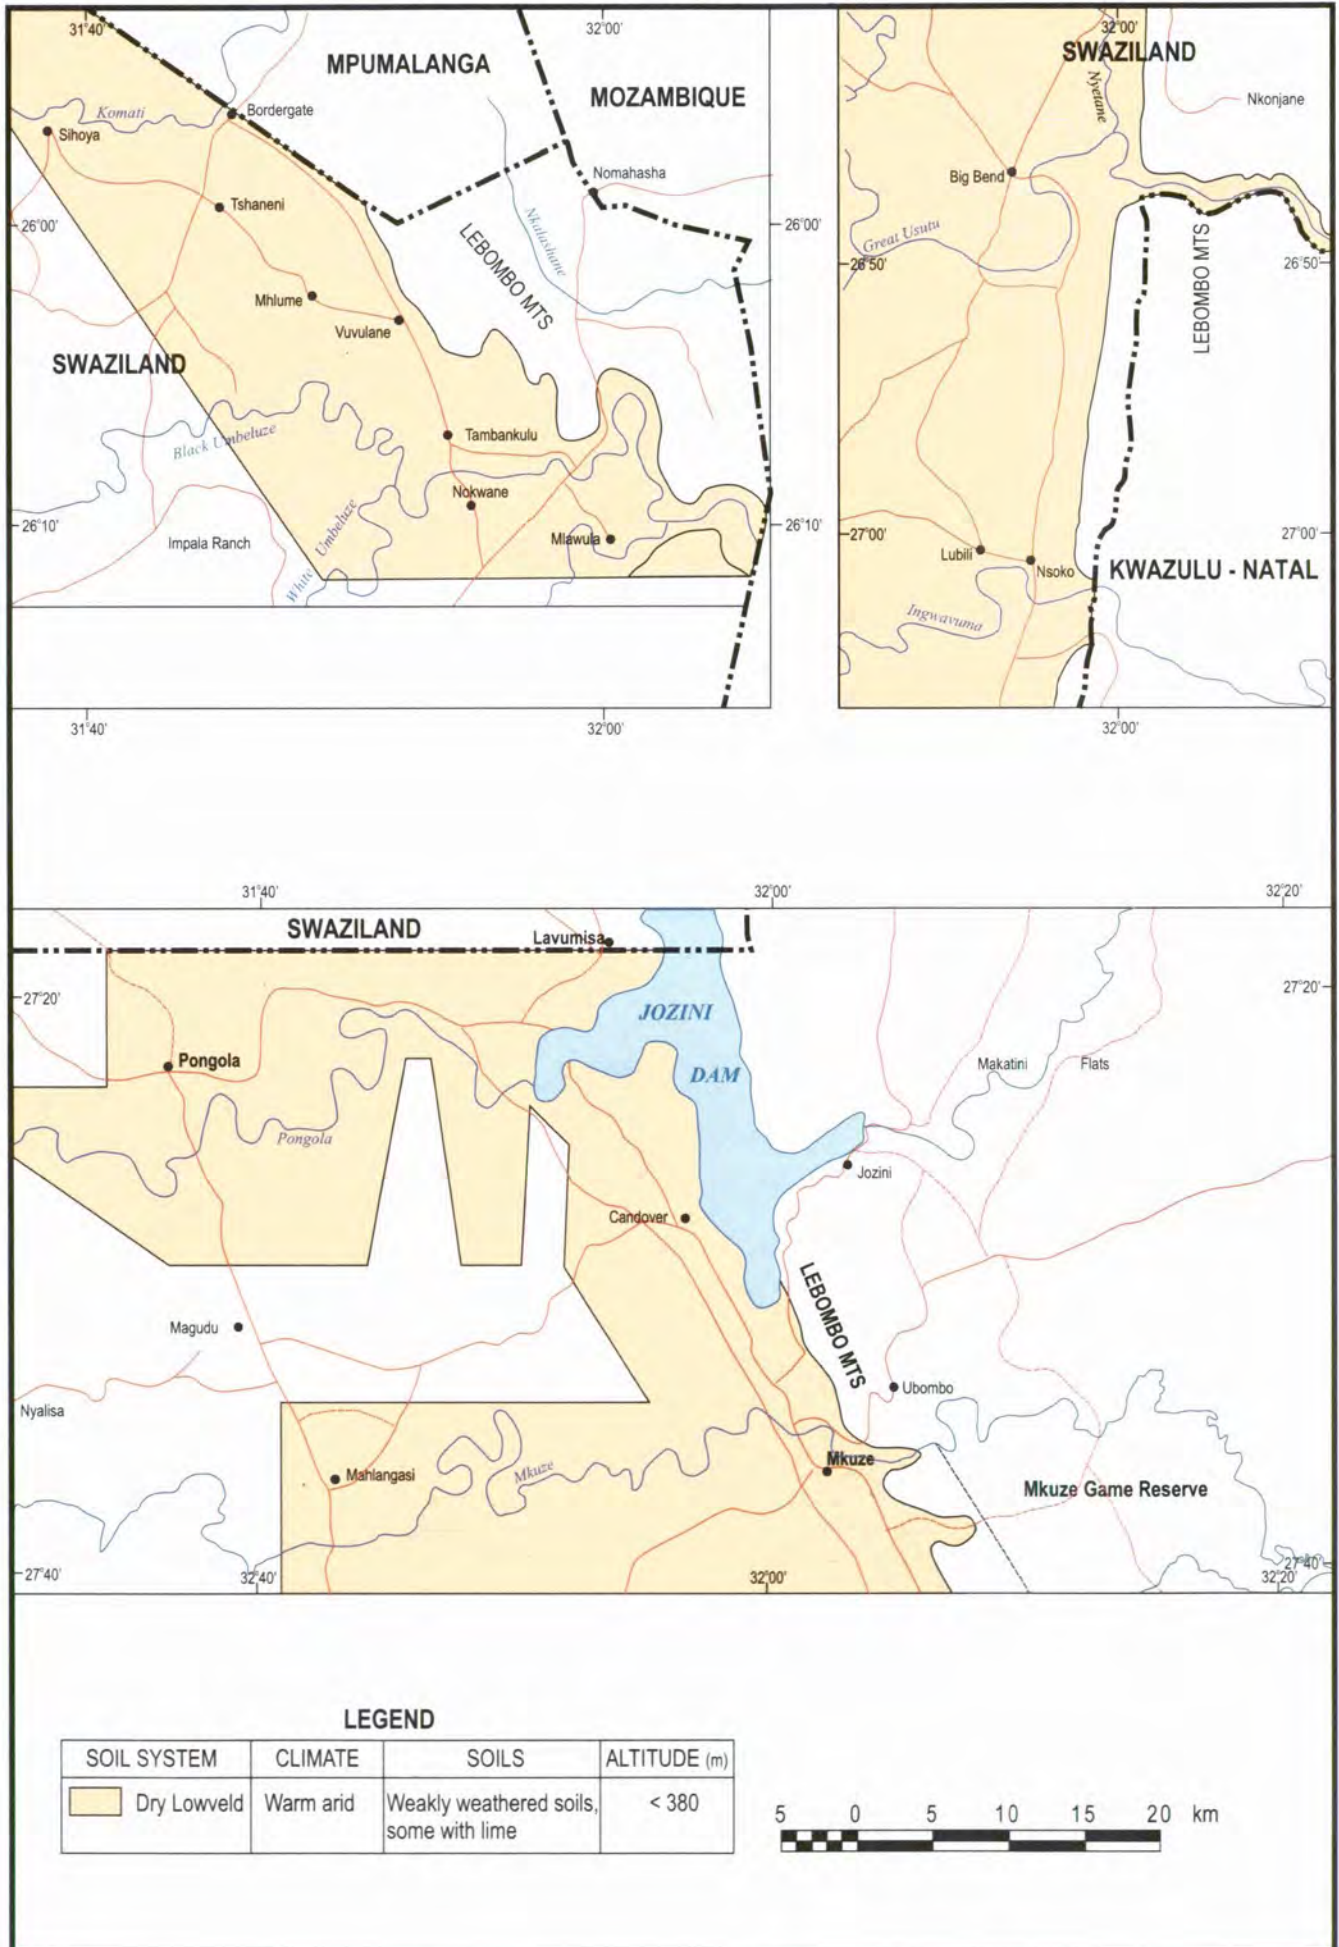 31°40'
32°00'
MPUMALANGA
MOZAMBIQUE
Komati
Bordergate
Sihoya
Nomahasha
Tshaneni
26°00'
26°00'
Nkalashane
LEBOMBO MTS
Mhlume
Vuvulane
SWAZILAND
Black Umbeluze
Tambankulu
Nokwane
26°10'
26°10'
Impala Ranch
White Umbeluze
Mlawula
31°40'
32°00'
32°00'
SWAZILAND
Nyetane
Nkonjane
Big Bend
Great Usutu
26°50'
26°50'
LEBOMBO MTS
27°00'
27°00'
Lubili
Nsoko
KWAZULU - NATAL
Ingwavuma
32°00'
31°40'
32°00'
32°20'
SWAZILAND
Lavumisa
27°20'
27°20'
JOZINI
DAM
Pongola
Makatini
Flats
Pongola
Jozini
Candover
LEBOMBO MTS
Magudu
Ubombo
Nyalisa
Mkuze
Mahlangasi
Mkuze
Mkuze Game Reserve
27°40'
27°40'
32°40'
32°00'
32°20'
LEGEND
SOIL SYSTEM CLIMATE SOILS ALTITUDE (m)
Dry Lowveld Warm arid Weakly weathered soils, < 380
some with lime
5 0 5 10 15 20 km